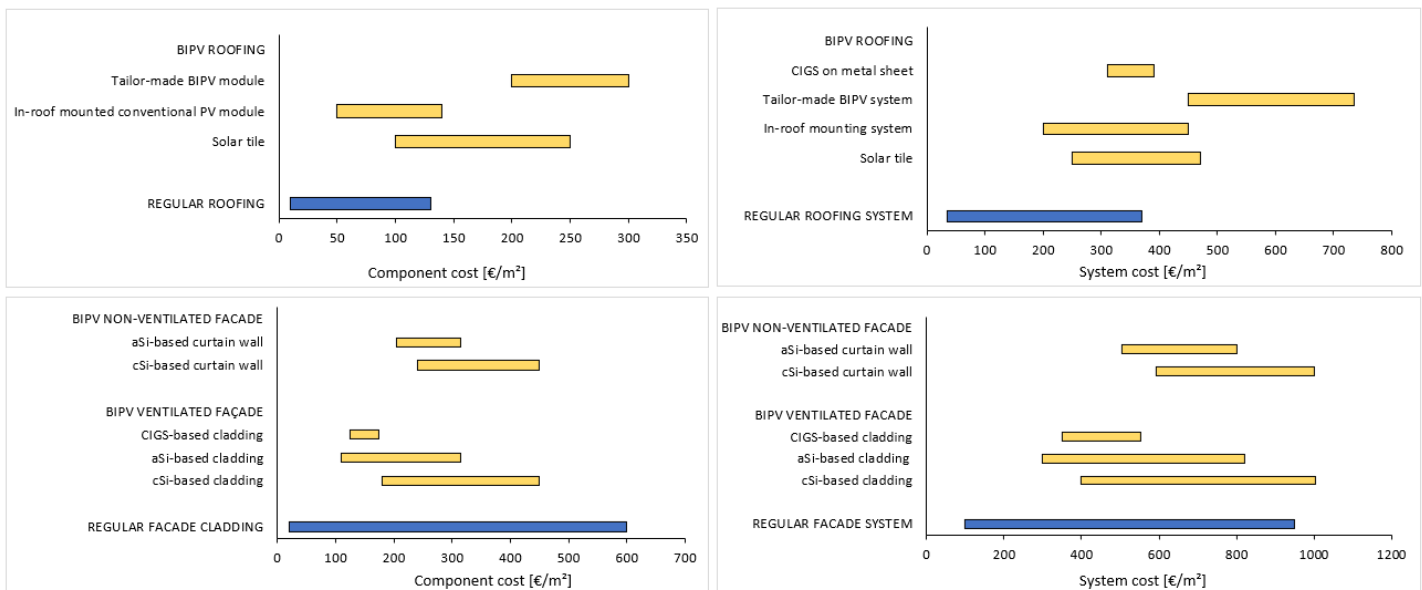 BIPV ROOFING
Tailor-made BIPV module
In-roof mounted conventional PV module
Solar tile
REGULAR ROOFING
0 50 100 150 200 250 300 350
Component cost [€/m²]
BIPV ROOFING
CIGS on metal sheet
Tailor-made BIPV system
In-roof mounting system
Solar tile
REGULAR ROOFING SYSTEM
0 100 200 300 400 500 600 700 800
System cost [€/m²]
BIPV NON-VENTILATED FACADE
aSi-based curtain wall
cSi-based curtain wall
BIPV VENTILATED FAÇADE
CIGS-based cladding
aSi-based cladding
cSi-based cladding
REGULAR FACADE CLADDING
0 100 200 300 400 500 600 700
Component cost [€/m²]
BIPV NON-VENTILATED FACADE
aSi-based curtain wall
cSi-based curtain wall
BIPV VENTILATED FACADE
CIGS-based cladding
aSi-based cladding
cSi-based cladding
REGULAR FACADE SYSTEM
0 200 400 600 800 1000 1200
System cost [€/m²]